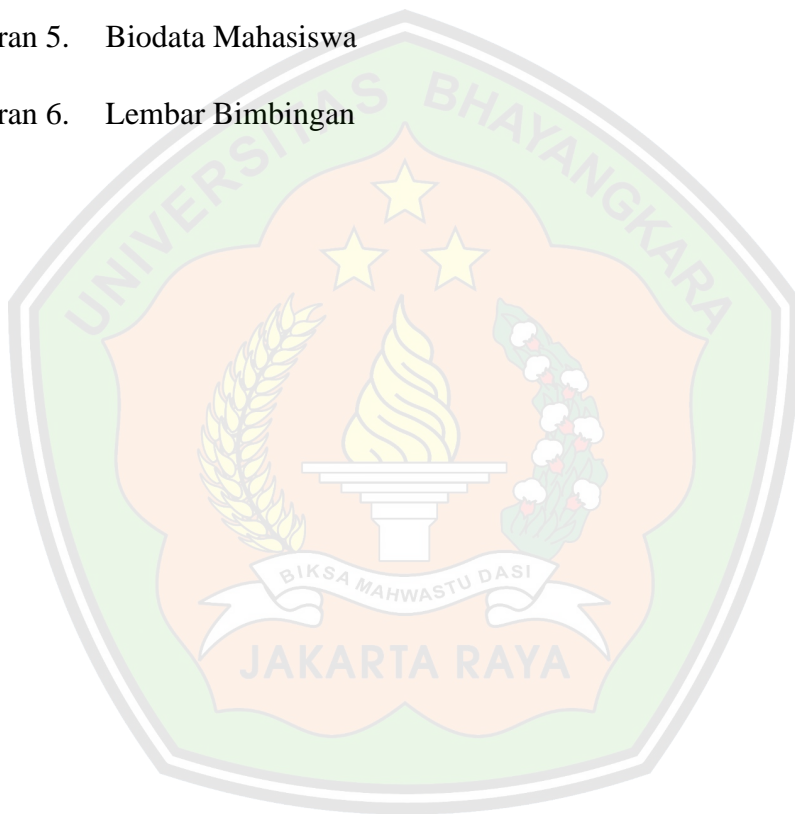 ran 5. Biodata Mahasiswa
ran 6. Lembar Bimbingan
UNIVERSITAS BHAYANGKARA
BIKSA MAHWASTU DASI
JAKARTA RAYA